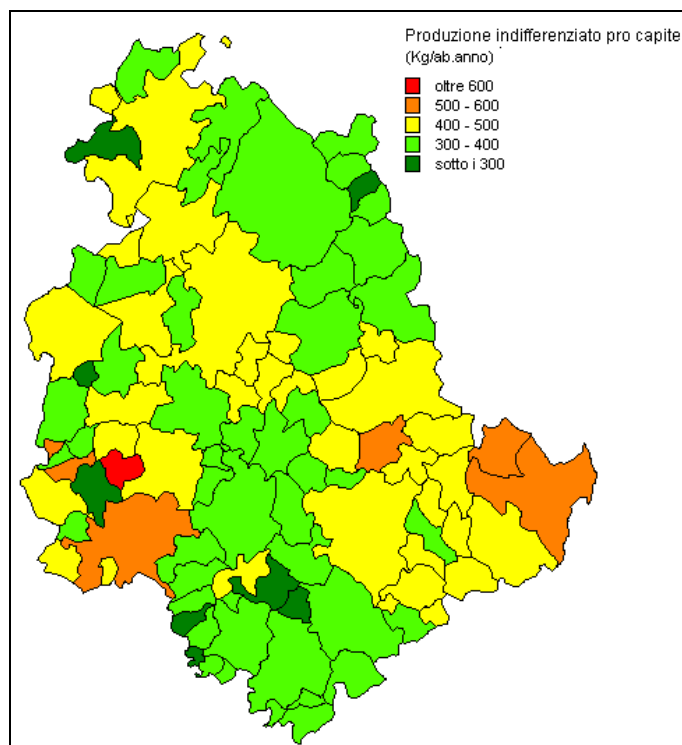 Produzione indifferenziato pro capite
(Kg/ab.anno)
oltre 600
500 - 600
400 - 500
300 - 400
sotto i 300